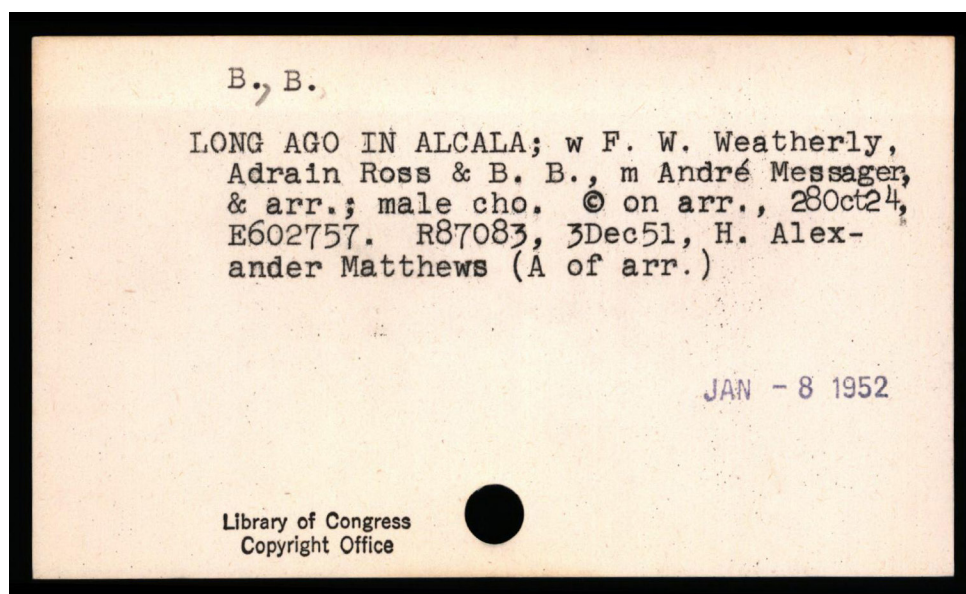 B., B.
LONG AGO IN ALCALA; w F. W. Weatherly,
Adrain Ross & B. B., m André Messager,
& arr.; male cho. © on arr., 28Oct24,
E602757. R87083, 3Dec51, H. Alex-
ander Matthews (A of arr.)
JAN - 8 1952
Library of Congress
Copyright Office